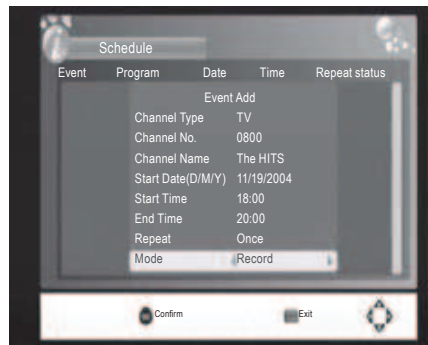 Schedule
Event Program Date Time Repeat status
Event Add
Channel Type TV
Channel No. 0800
Channel Name The HITS
Start Date(D/M/Y) 11/19/2004
Start Time 18:00
End Time 20:00
Repeat Once
Mode Record
Confirm Exit